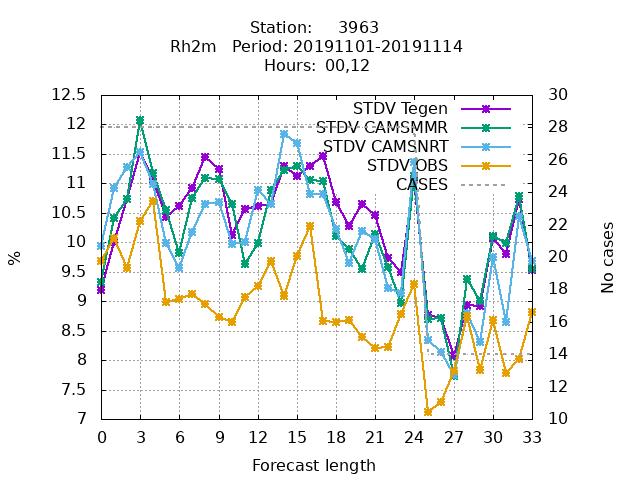 Station: 3963
Rh2m Period: 20191101-20191114
Hours: 00,12
12.5 30
STDV Tegen
12 28
STDV CAMSMMR
STDV CAMSNRT
11.5 26
STDV OBS
11 24
CASES
10.5 22
10 20
9.5 18
9 16
8.5 14
8 12
7.5
7 10
%
No cases
0 3 6 9 12 15 18 21 24 27 30 33
Forecast length